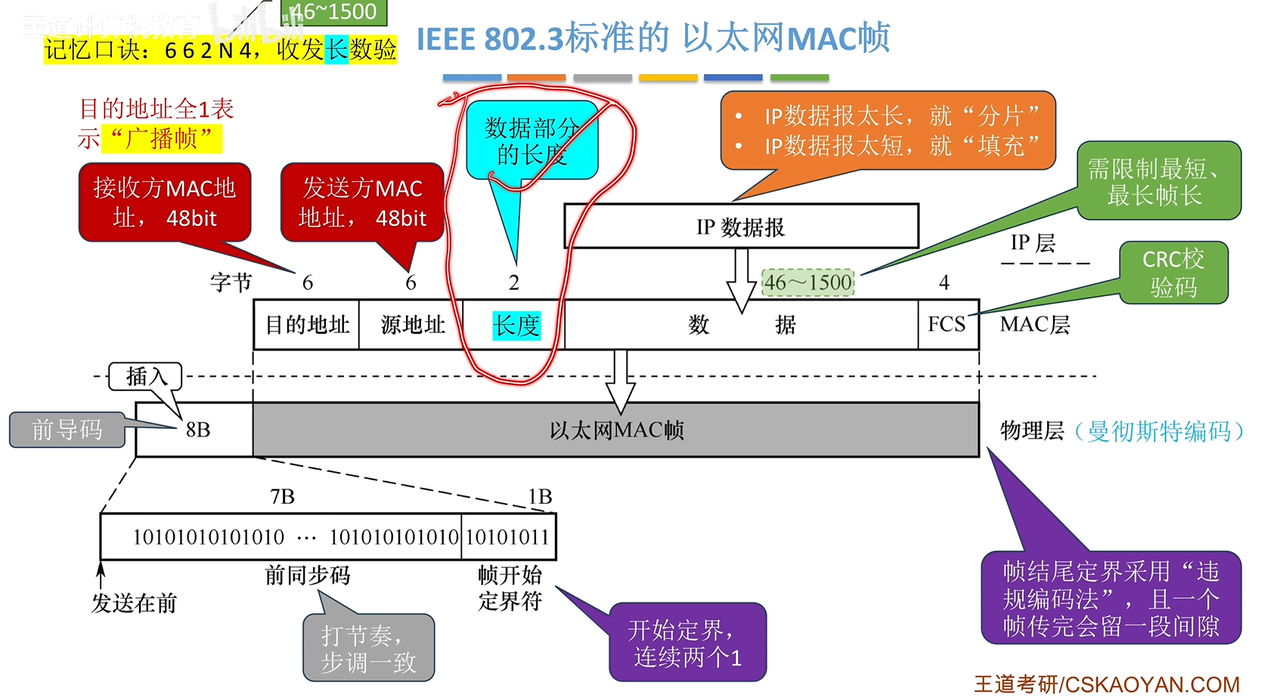 王道计算机教育 bilibili
46~1500
记忆口诀：6 6 2 N 4，收发长数验
IEEE 802.3标准的 以太网MAC帧
目的地址全1表
示“广播帧”
接收方MAC地
址， 48bit
发送方MAC
地址，48bit
数据部分
的长度
• IP数据报太长，就“分片”
• IP数据报太短，就“填充”
需限制最短、
最长帧长
IP 数据报
IP 层
CRC校
验码
字节
6
6
2
46～1500
4
目的地址
源地址
长度
数 据
FCS
MAC层
插入
前导码
8B
以太网MAC帧
物理层（曼彻斯特编码）
7B
1B
10101010101010 ··· 101010101010
10101011
前同步码
帧开始
定界符
发送在前
打节奏，
步调一致
开始定界，
连续两个1
帧结尾定界采用“违
规编码法”，且一个
帧传完会留一段间隙
王道考研/CSKAOYAN.COM